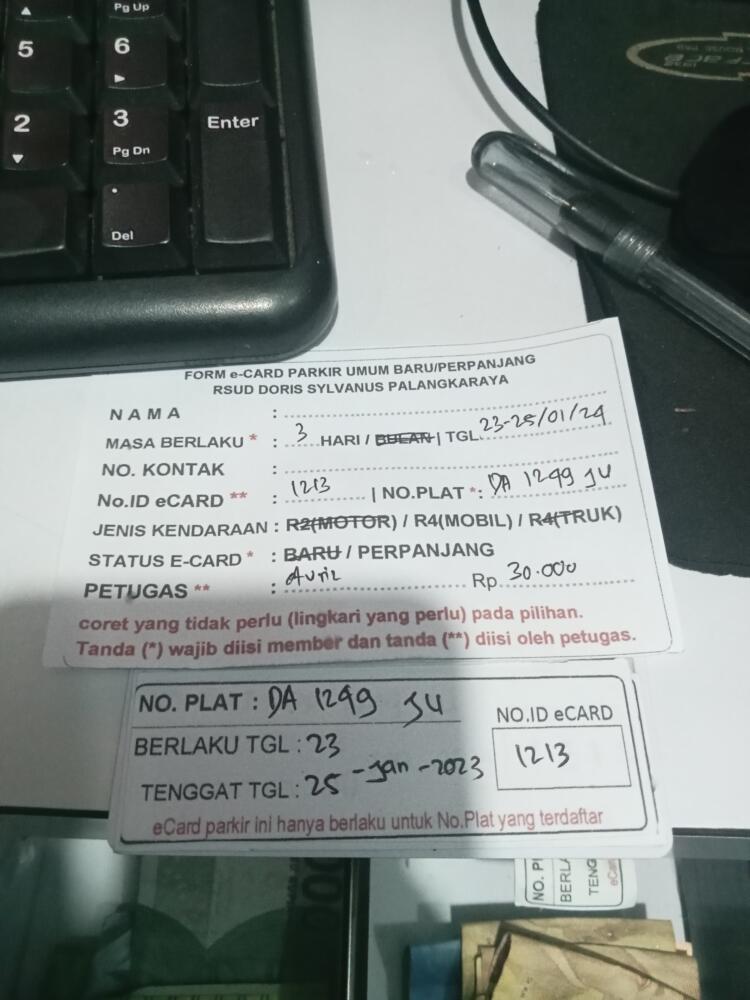 Pg Up
5
6
2
3
Pg Dn
Enter
.
Del
FORM e-CARD PARKIR UMUM BARU/PERPANJANG
RSUD DORIS SYLVANUS PALANGKARAYA
NAMA :
MASA BERLAKU * : 3 HARI / BULAN | TGL. 23-25/01/24
NO. KONTAK :
No.ID eCARD ** : 1213 | NO.PLAT *: DA 1249 JU
JENIS KENDARAAN : R2(MOTOR) / R4(MOBIL) / R4(TRUK)
STATUS E-CARD * : BARU / PERPANJANG
PETUGAS ** : Rp. 30.000
coret yang tidak perlu (lingkari yang perlu) pada pilihan.
Tanda (*) wajib diisi member dan tanda (**) diisi oleh petugas.
NO. PLAT : DA 1249 JU
NO.ID eCARD
BERLAKU TGL : 23
1213
TENGGAT TGL : 25 -Jan -2023
eCard parkir ini hanya berlaku untuk No.Plat yang terdaftar
NO. P
BERLA
TENG